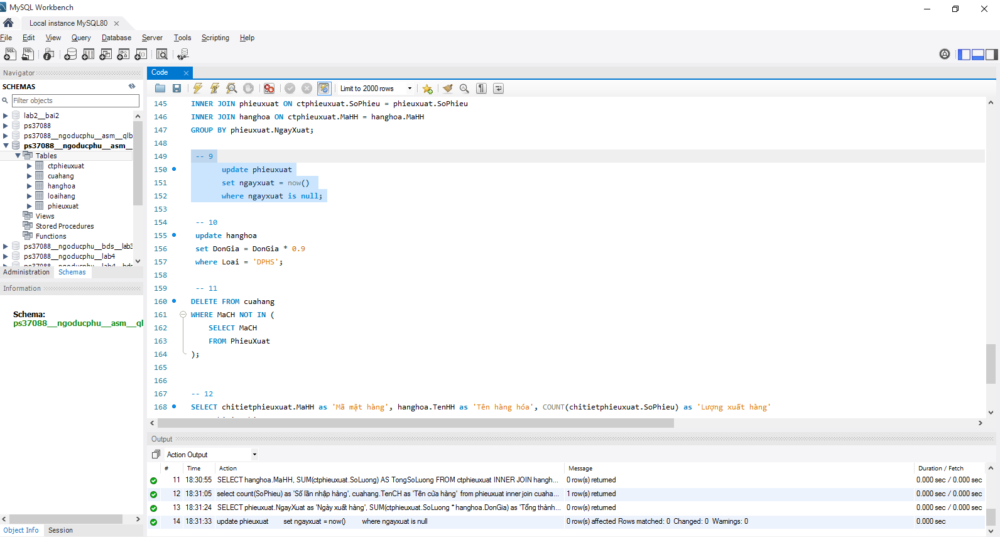 MySQL Workbench
Local instance MySQL80
File Edit View Query Database Server Tools Scripting Help
Navigator
SCHEMAS
Filter objects
lab2__bai2
ps37088
ps37088__ngoducphu__asm__qlb
ps37088__ngoducphu__asm__
Tables
ctphieuxuat
cuahang
hanghoa
loaihang
phieuxuat
Views
Stored Procedures
Functions
ps37088__ngoducphu__bds__lab3
ps37088__ngoducphu__lab4
ps37088__ngoducphu__lab4__bds
Administration Schemas
Information
Schema:
ps37088__ngoducphu__asm__ql
Object Info Session
Code
Limit to 2000 rows
145 INNER JOIN phieuxuat ON ctphieuxuat.SoPhieu = phieuxuat.SoPhieu
146 INNER JOIN hanghoa ON ctphieuxuat.MaHH = hanghoa.MaHH
147 GROUP BY phieuxuat.NgayXuat;
148
149 -- 9
150 update phieuxuat
151 set ngayxuat = now()
152 where ngayxuat is null;
153
154 -- 10
155 update hanghoa
156 set DonGia = DonGia * 0.9
157 where Loai = 'DPHS';
158
159 -- 11
160 DELETE FROM cuahang
161 WHERE MaCH NOT IN (
162 SELECT MaCH
163 FROM PhieuXuat
164 );
165
166
167 -- 12
168 SELECT chitietphieuxuat.MaHH as 'Mã mặt hàng', hanghoa.TenHH as 'Tên hàng hóa', COUNT(chitietphieuxuat.SoPhieu) as 'Lượng xuất hàng'
Output
Action Output
# Time Action Message Duration / Fetch
11 18:30:55 SELECT hanghoa.MaHH, SUM(ctphieuxuat.SoLuong) AS TongSoLuong FROM ctphieuxuat INNER JOIN hangh... 0 row(s) returned 0.000 sec / 0.000 sec
12 18:31:05 select count(SoPhieu) as 'Số lần nhập hàng', cuahang.TenCH as 'Tên cửa hàng' from phieuxuat inner join cuaha... 1 row(s) returned 0.000 sec / 0.000 sec
13 18:31:24 SELECT phieuxuat.NgayXuat as 'Ngày xuất hàng', SUM(ctphieuxuat.SoLuong * hanghoa.DonGia) as 'Tổng thành... 0 row(s) returned 0.000 sec / 0.000 sec
14 18:31:33 update phieuxuat set ngayxuat = now() where ngayxuat is null 0 row(s) affected Rows matched: 0 Changed: 0 Warnings: 0 0.000 sec